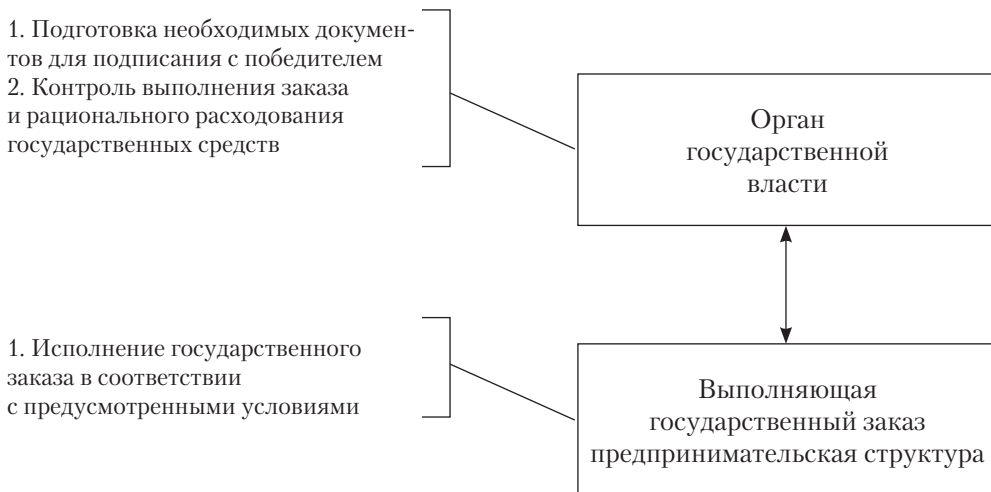 1. Подготовка необходимых докумен-
тов для подписания с победителем
2. Контроль выполнения заказа
и рационального расходования
государственных средств
Орган
государственной
власти
1. Исполнение государственного
заказа в соответствии
с предусмотренными условиями
Выполняющая
государственный заказ
предпринимательская структура